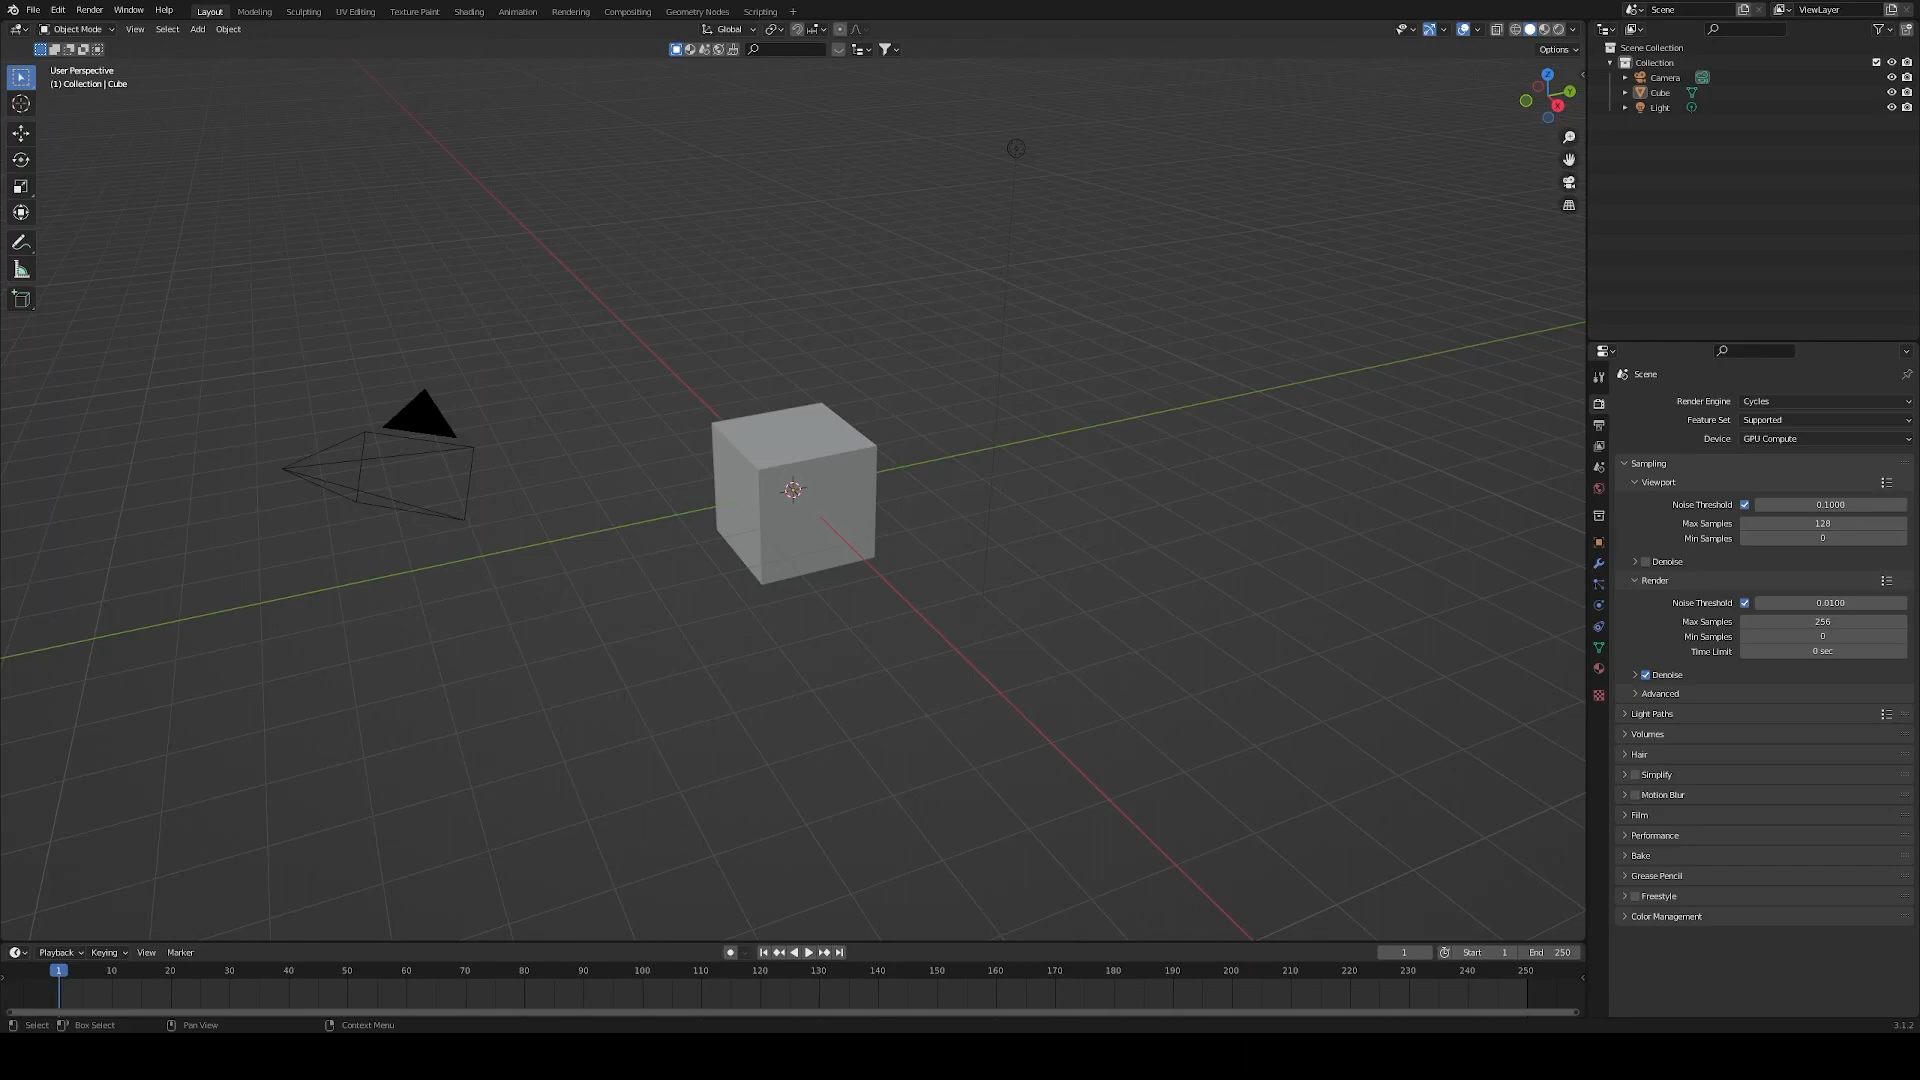 File Edit Render Window Help Layout Modeling Sculpting UV Editing Texture Paint Shading Animation Rendering Compositing Geometry Nodes Scripting + Scene ViewLayer
Object Mode View Select Add Object Global
Options
User Perspective
(1) Collection | Cube
Z
Y
X
Scene Collection
Collection
Camera
Cube
Light
Scene
Render Engine Cycles
Feature Set Supported
Device GPU Compute
Sampling
Viewport
Noise Threshold 0.1000
Max Samples 128
Min Samples 0
Denoise
Render
Noise Threshold 0.0100
Max Samples 256
Min Samples 0
Time Limit 0 sec
Denoise
Advanced
Light Paths
Volumes
Hair
Simplify
Motion Blur
Film
Performance
Bake
Grease Pencil
Freestyle
Color Management
Playback Keying View Marker 1 Start 1 End 250
1 10 20 30 40 50 60 70 80 90 100 110 120 130 140 150 160 170 180 190 200 210 220 230 240 250
Select Box Select Pan View Context Menu 3.1.2